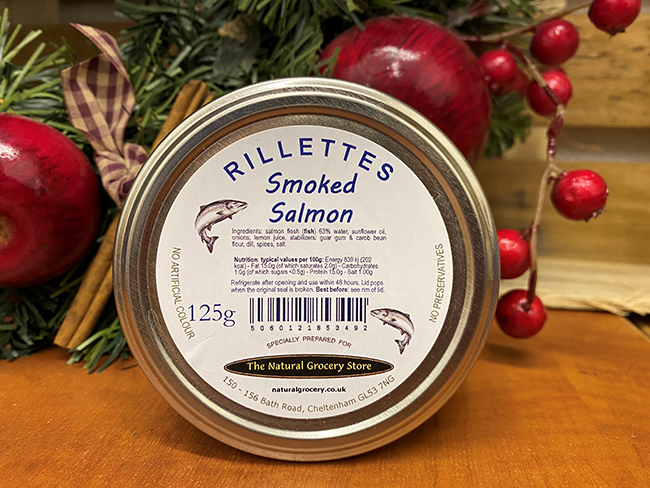 RILLETTES
Smoked
Salmon
Ingredients: salmon flesh (fish) 63% water, sunflower oil,
onions, lemon juice, stabilizers: guar gum & carob bean
flour, dill, spices, salt.
Nutrition: typical values per 100g: Energy 839 kj (202
kcal) - Fat 15.0g (of which saturates 2.0g) - Carbohydrates
1.0g (of which sugars <0.5g) - Protein 15.0g - Salt 1.00g
Refrigerate after opening and use within 48 hours. Lid pops
when the original seal is broken. Best before: see rim of lid.
NO ARTIFICIAL COLOUR
125g
5060121853492
NO PRESERVATIVES
SPECIALLY PREPARED FOR
The Natural Grocery Store
naturalgrocery.co.uk
150 - 156 Bath Road, Cheltenham GL53 7NG